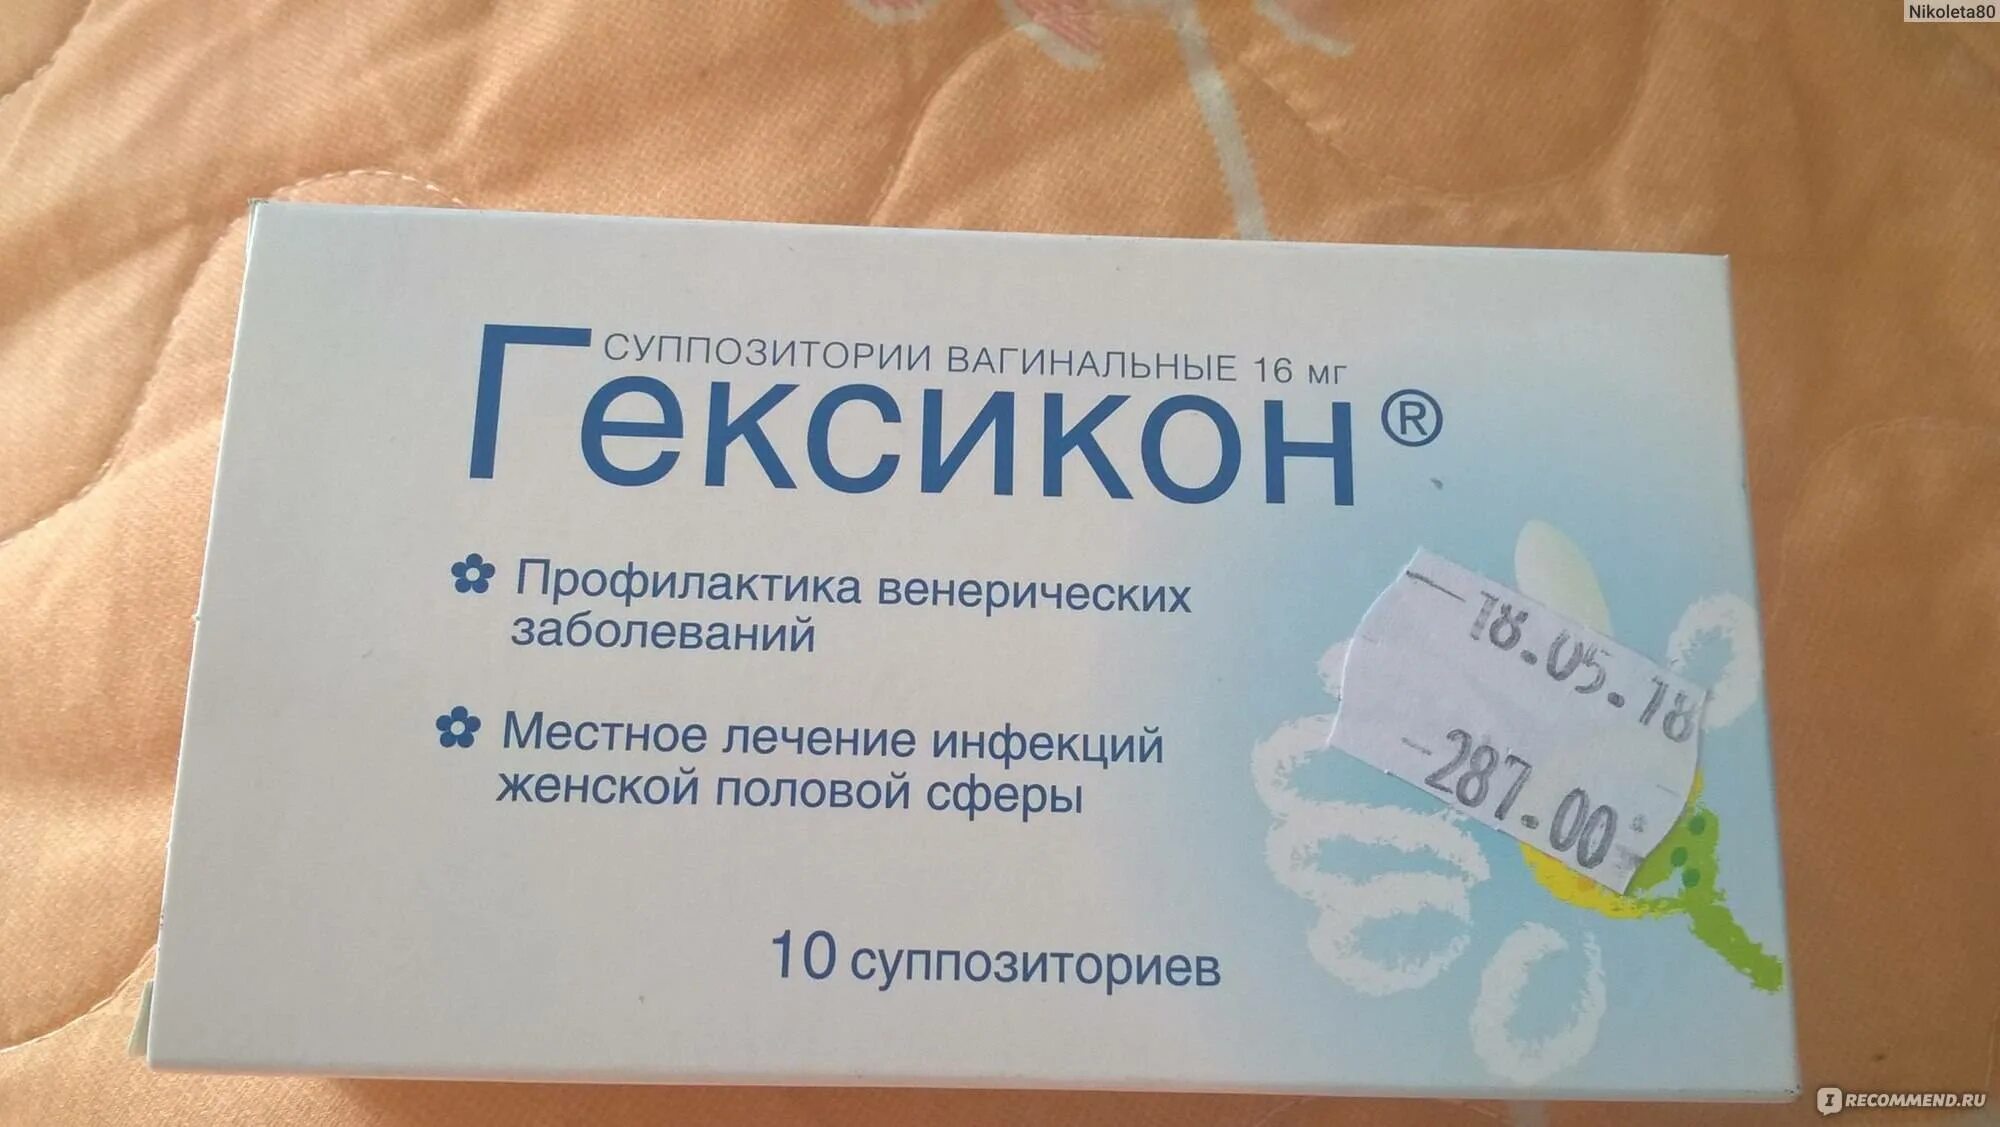 Nikoleta80
СУППОЗИТОРИИ ВАГИНАЛЬНЫЕ 16 мг
Гексикон®
Профилактика венерических
заболеваний
Местное лечение инфекций
женской половой сферы
10 суппозиториев
18.05.18
287.00
IRECOMMEND.RU